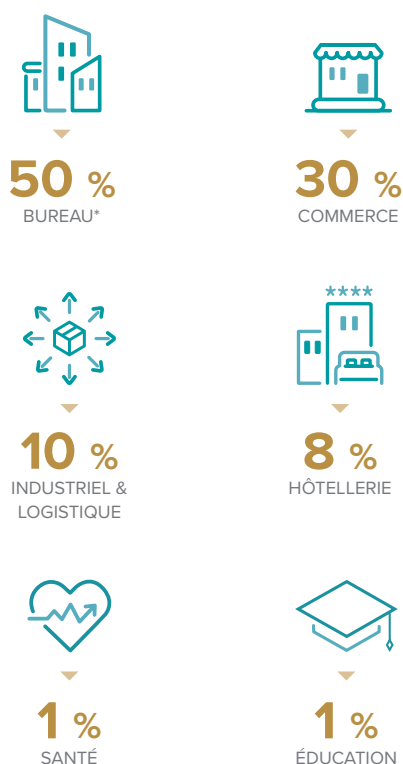 50 %
BUREAU*
30 %
COMMERCE
****
10 %
INDUSTRIEL &
LOGISTIQUE
8 %
HÔTELLERIE
1 %
SANTÉ
1 %
ÉDUCATION